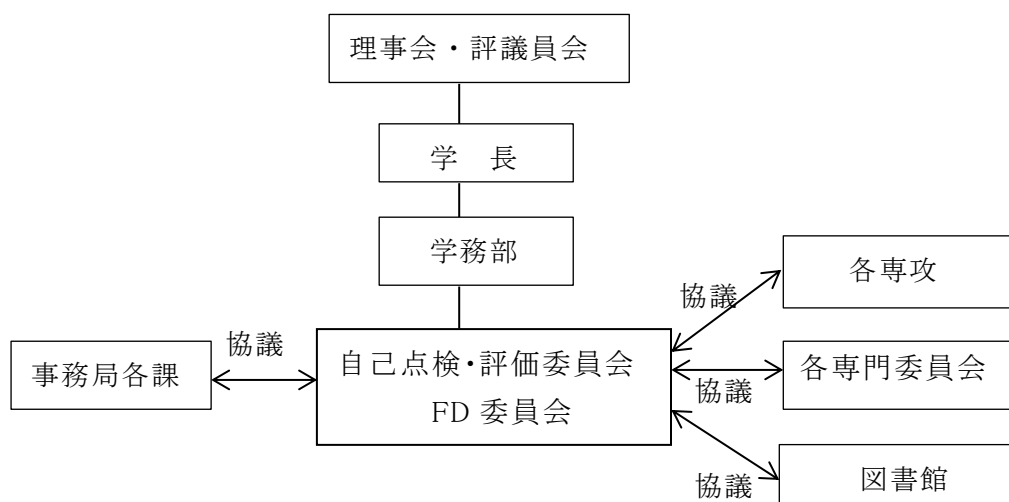 理事会・評議員会
学 長
学務部
各専攻
協議
協議
事務局各課
自己点検・評価委員会
FD 委員会
各専門委員会
協議
図書館
協議